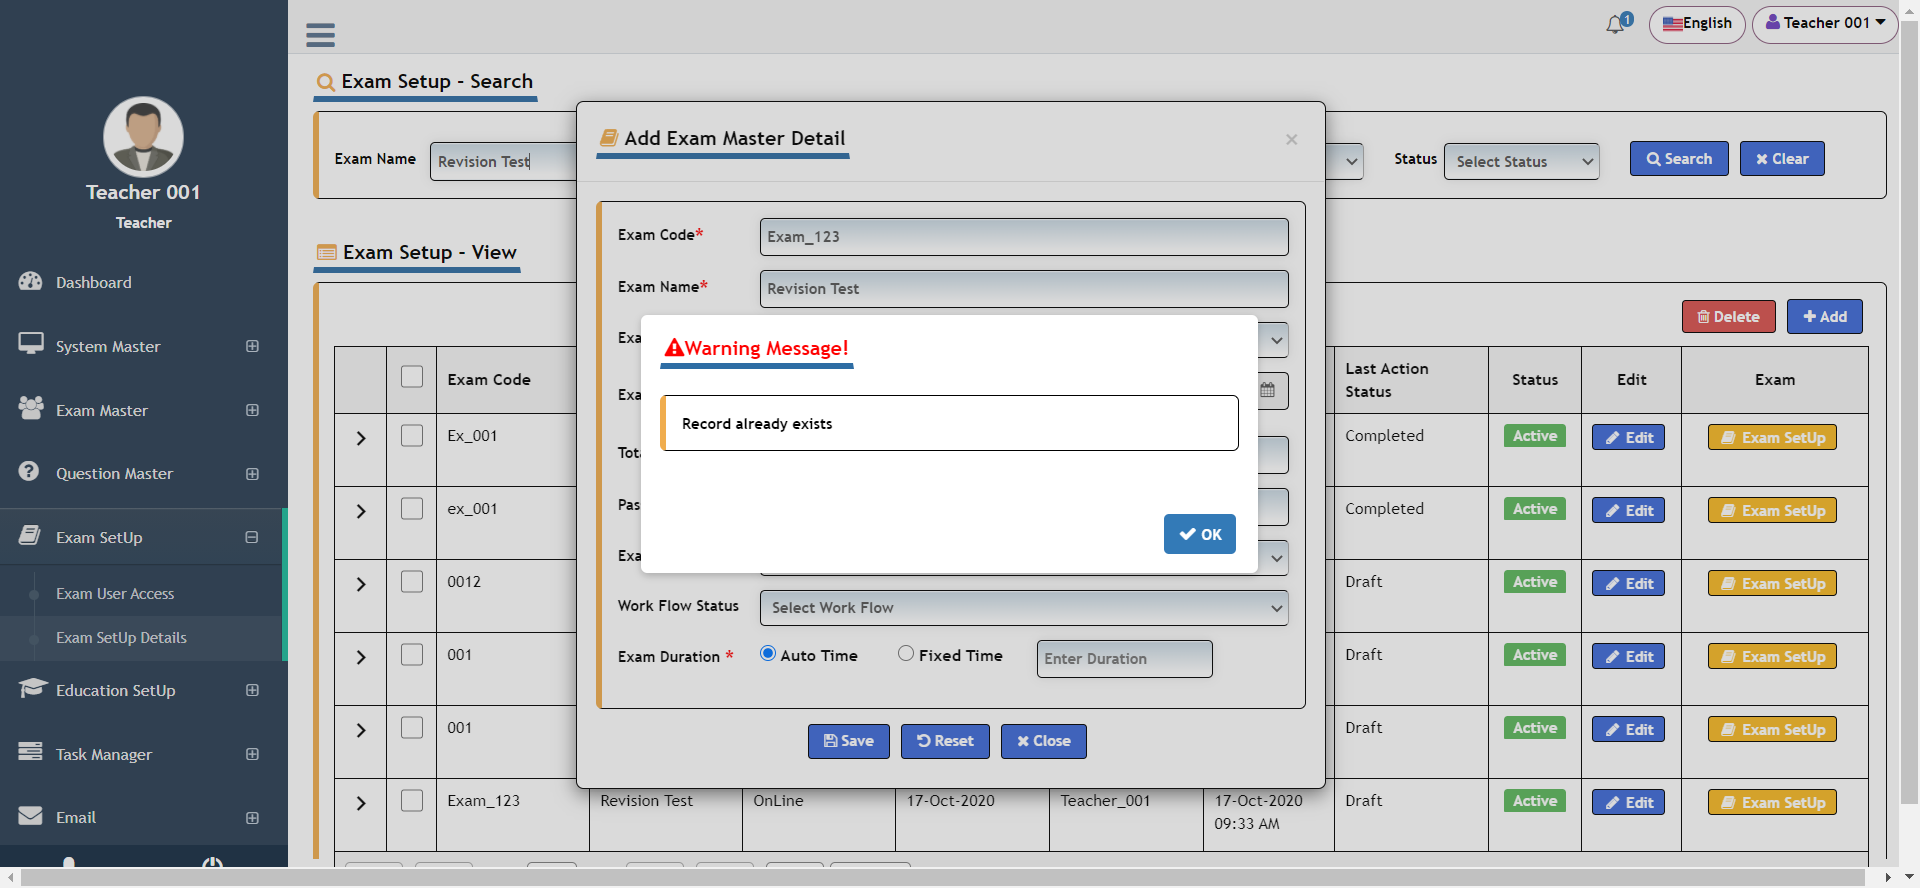 1
English
Teacher 001
Teacher 001
Teacher
Dashboard
System Master
Exam Master
Question Master
Exam SetUp
Exam User Access
Exam SetUp Details
Education SetUp
Task Manager
Email
Exam Setup - Search
Exam Name
Revision Test
Status
Select Status
Search
Clear
Exam Setup - View
Delete
Add
Exam Code
Last Action
Status
Status
Edit
Exam
Ex_001
Completed
Active
Edit
Exam SetUp
ex_001
Completed
Active
Edit
Exam SetUp
0012
Draft
Active
Edit
Exam SetUp
001
Draft
Active
Edit
Exam SetUp
001
Draft
Active
Edit
Exam SetUp
Exam_123
Revision Test
OnLine
17-Oct-2020
Teacher_001
17-Oct-2020
09:33 AM
Draft
Active
Edit
Exam SetUp
Add Exam Master Detail
×
Exam Code*
Exam_123
Exam Name*
Revision Test
Exa
Exa
Tot
Pas
Exa
Work Flow Status
Select Work Flow
Exam Duration *
Auto Time
Fixed Time
Enter Duration
Save
Reset
Close
Warning Message!
Record already exists
OK